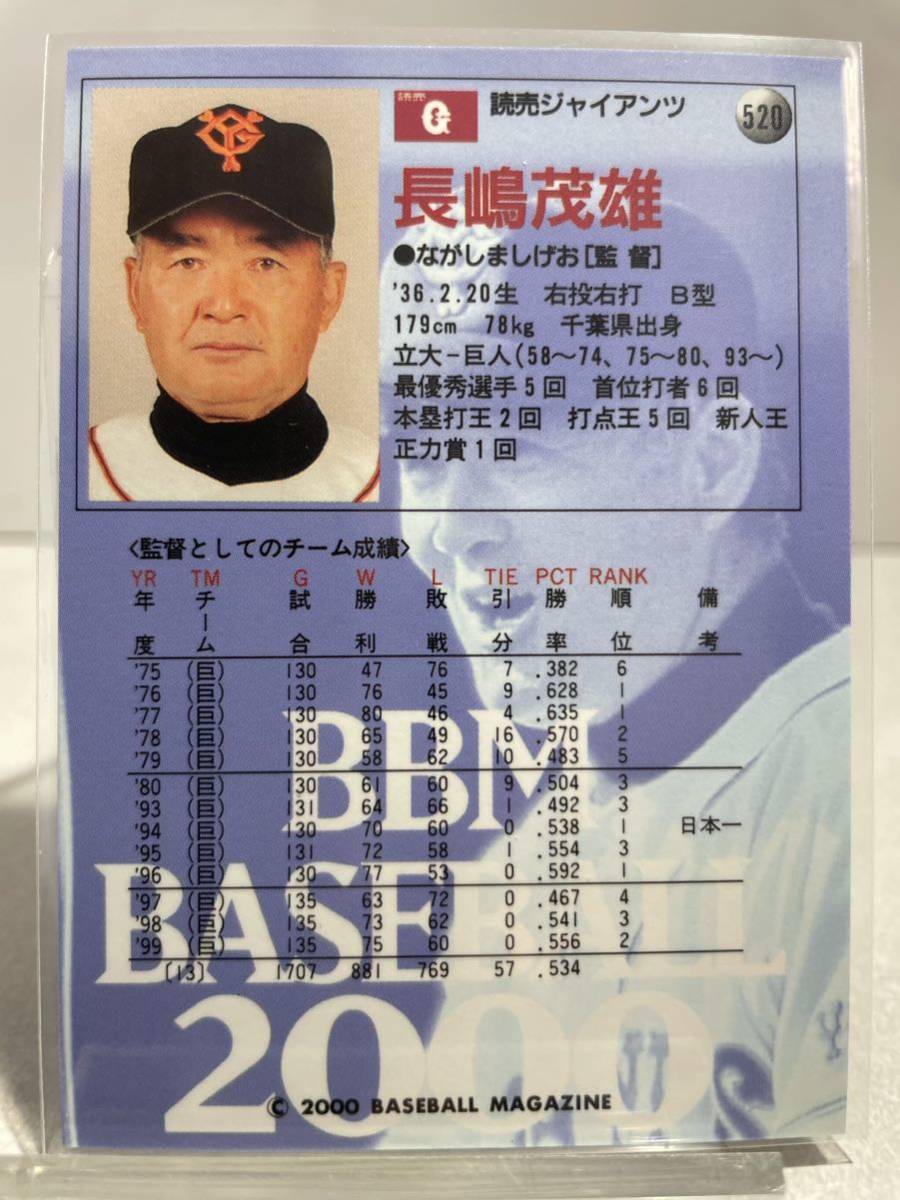 読売
G
読売ジャイアンツ
520
YG
長嶋茂雄
●ながしましげお[監 督]
'36.2.20生 右投右打 B型
179cm 78kg 千葉県出身
立大－巨人(58～74、75～80、93～)
最優秀選手5回 首位打者6回
本塁打王2回 打点王5回 新人王
正力賞1回
〈監督としてのチーム成績〉
YR TM G W L TIE PCT RANK
年度 チーム 試合 勝利 敗戦 引分 勝率 順位 備考
'75 (巨) 130 47 76 7 .382 6
'76 (巨) 130 76 45 9 .628 1
'77 (巨) 130 80 46 4 .635 1
'78 (巨) 130 65 49 16 .570 2
'79 (巨) 130 58 62 10 .483 5
'80 (巨) 130 61 60 9 .504 3
'93 (巨) 131 64 66 1 .492 3
'94 (巨) 130 70 60 0 .538 1 日本一
'95 (巨) 131 72 58 1 .554 3
'96 (巨) 130 77 53 0 .592 1
'97 (巨) 135 63 72 0 .467 4
'98 (巨) 135 73 62 0 .541 3
'99 (巨) 135 75 60 0 .556 2
[13] 1707 881 769 57 .534
BBM
BASEBALL
2000
© 2000 BASEBALL MAGAZINE